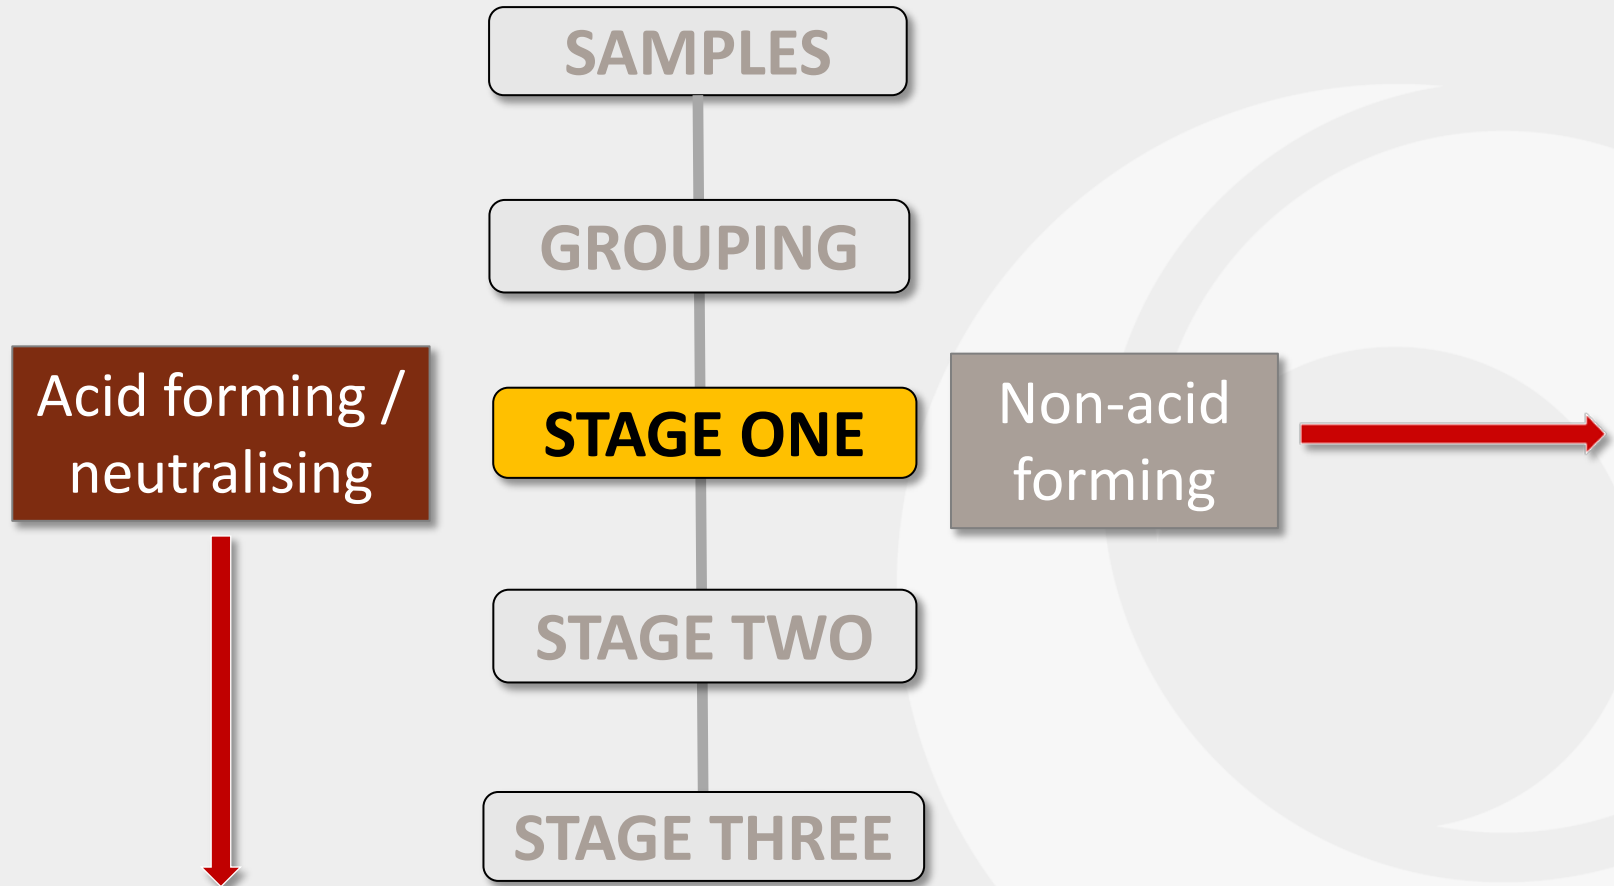 SAMPLES
GROUPING
Acid forming /
neutralising
STAGE ONE
Non-acid
forming
STAGE TWO
STAGE THREE